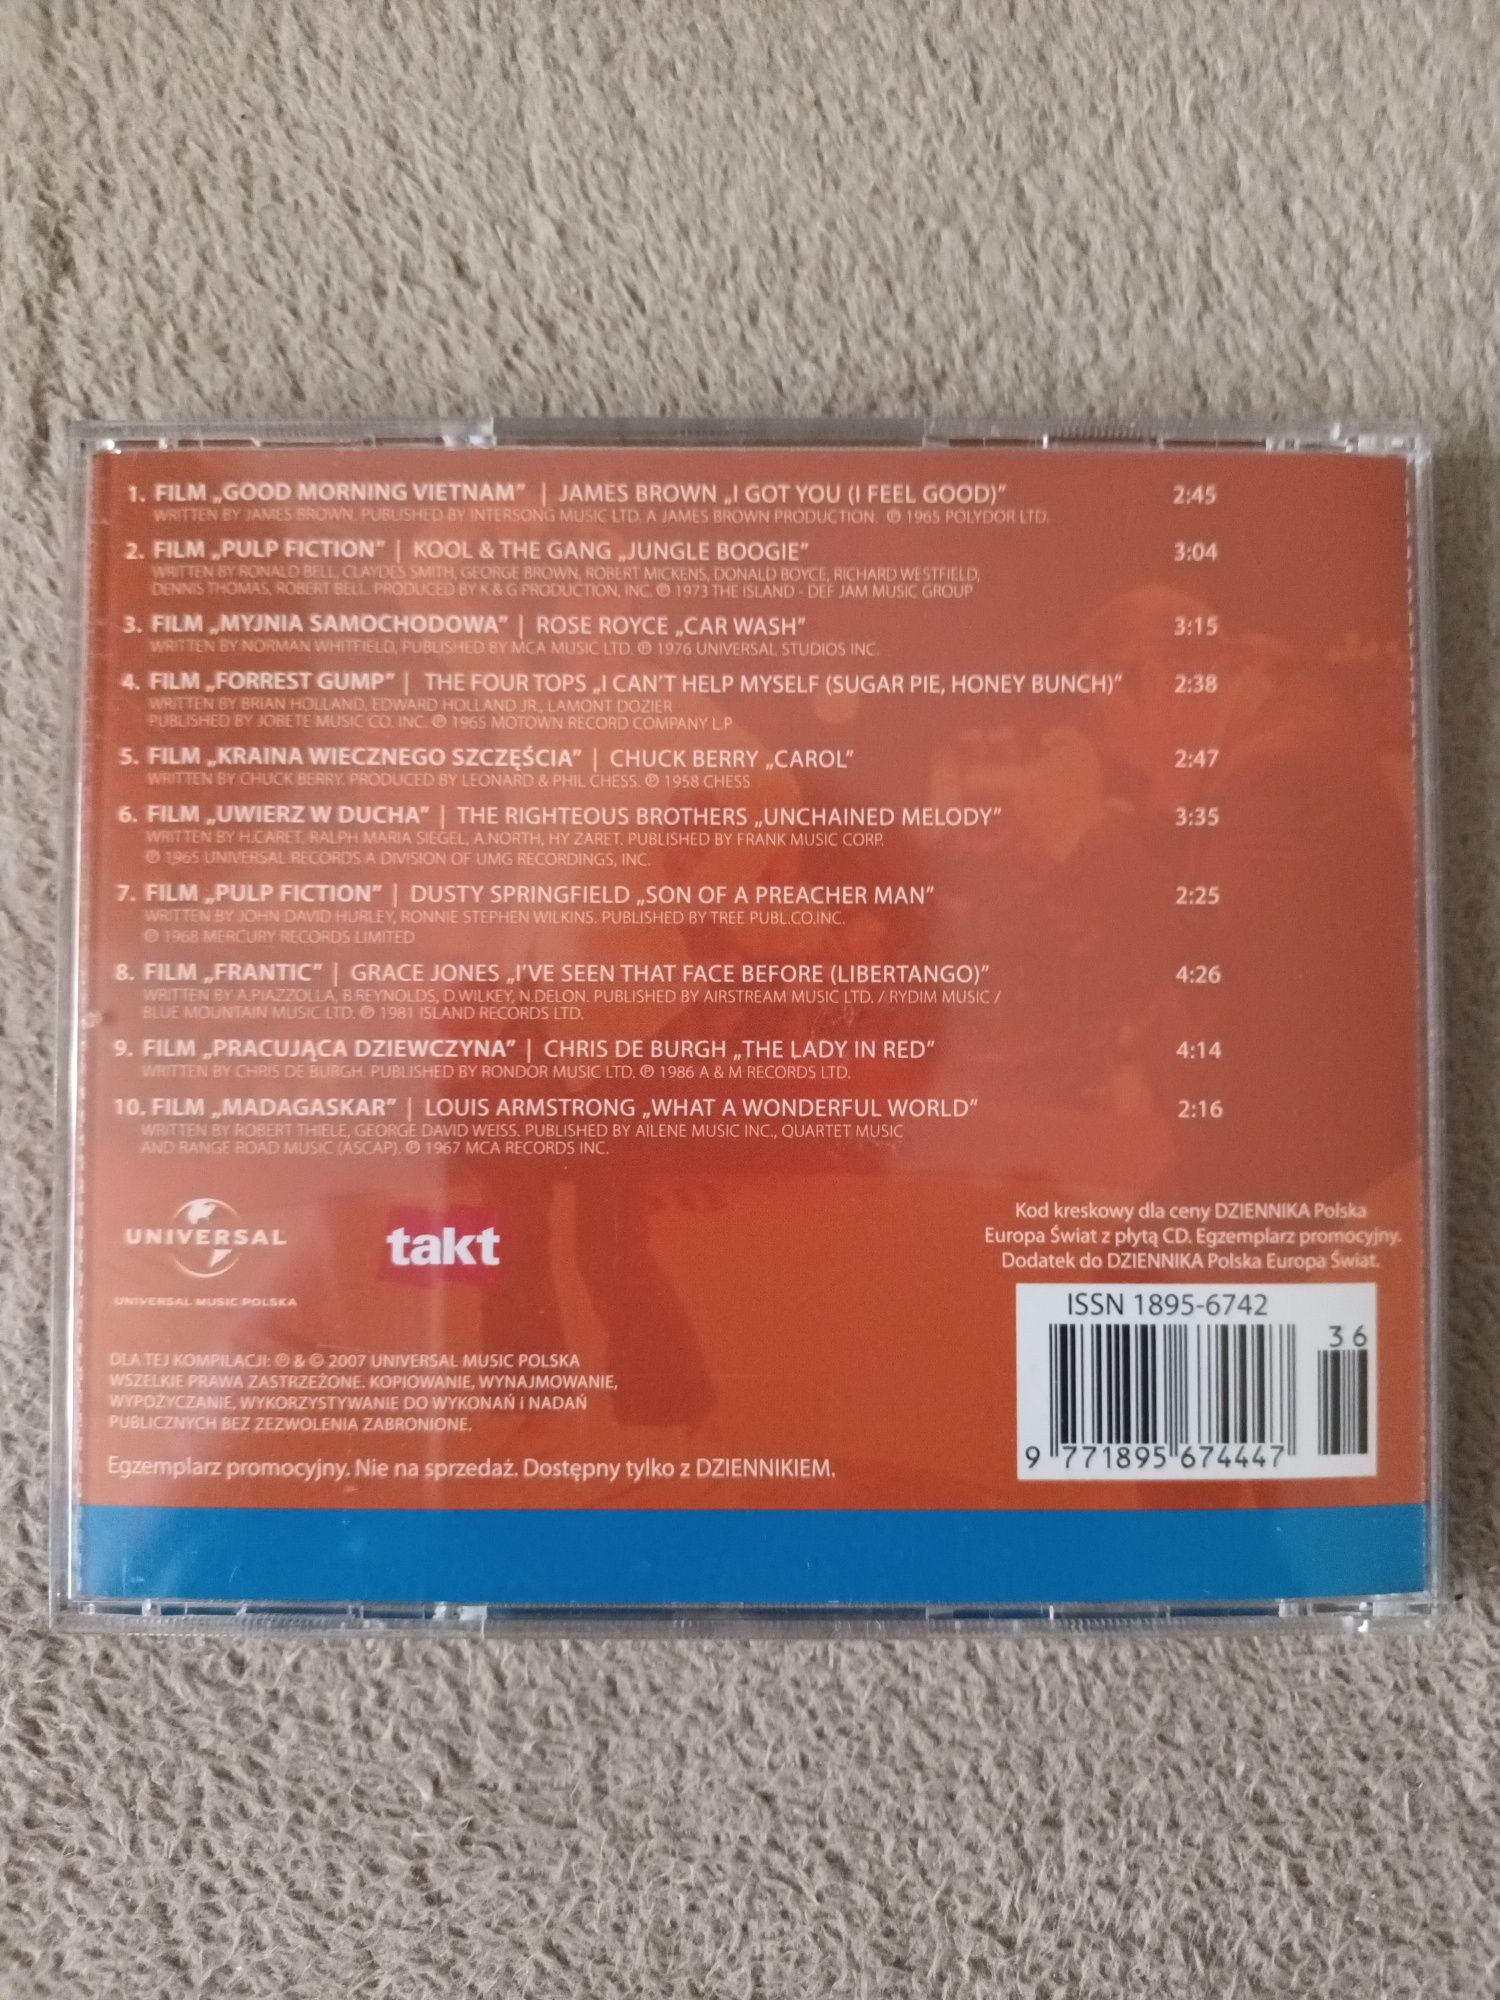 1. FILM „GOOD MORNING VIETNAM” | JAMES BROWN „I GOT YOU (I FEEL GOOD)” 2:45
WRITTEN BY JAMES BROWN. PUBLISHED BY INTERSONG MUSIC LTD. A JAMES BROWN PRODUCTION. ℗ 1965 POLYDOR LTD.
2. FILM „PULP FICTION” | KOOL & THE GANG „JUNGLE BOOGIE” 3:04
WRITTEN BY RONALD BELL, CLAYDES SMITH, GEORGE BROWN, ROBERT MICKENS, DONALD BOYCE, RICHARD WESTFIELD,
DENNIS THOMAS, ROBERT BELL. PRODUCED BY K & G PRODUCTION, INC. ℗ 1973 THE ISLAND - DEF JAM MUSIC GROUP
3. FILM „MYJNIA SAMOCHODOWA” | ROSE ROYCE „CAR WASH” 3:15
WRITTEN BY NORMAN WHITFIELD, PUBLISHED BY MCA MUSIC LTD. ℗ 1976 UNIVERSAL STUDIOS INC.
4. FILM „FORREST GUMP” | THE FOUR TOPS „I CAN'T HELP MYSELF (SUGAR PIE, HONEY BUNCH)” 2:38
WRITTEN BY BRIAN HOLLAND, EDWARD HOLLAND JR., LAMONT DOZIER
PUBLISHED BY JOBETE MUSIC CO. INC. ℗ 1965 MOTOWN RECORD COMPANY L.P
5. FILM „KRAINA WIECZNEGO SZCZĘŚCIA” | CHUCK BERRY „CAROL” 2:47
WRITTEN BY CHUCK BERRY. PRODUCED BY LEONARD & PHIL CHESS. ℗ 1958 CHESS
6. FILM „UWIERZ W DUCHA” | THE RIGHTEOUS BROTHERS „UNCHAINED MELODY” 3:35
WRITTEN BY H.CARET, RALPH MARIA SIEGEL, A.NORTH, HY ZARET. PUBLISHED BY FRANK MUSIC CORP.
℗ 1965 UNIVERSAL RECORDS A DIVISION OF UMG RECORDINGS, INC.
7. FILM „PULP FICTION” | DUSTY SPRINGFIELD „SON OF A PREACHER MAN” 2:25
WRITTEN BY JOHN DAVID HURLEY, RONNIE STEPHEN WILKINS. PUBLISHED BY TREE PUBL.CO.INC.
℗ 1968 MERCURY RECORDS LIMITED
8. FILM „FRANTIC” | GRACE JONES „I'VE SEEN THAT FACE BEFORE (LIBERTANGO)” 4:26
WRITTEN BY A.PIAZZOLLA, B.REYNOLDS, D.WILKEY, N.DELON. PUBLISHED BY AIRSTREAM MUSIC LTD. / RYDIM MUSIC /
BLUE MOUNTAIN MUSIC LTD. ℗ 1981 ISLAND RECORDS LTD.
9. FILM „PRACUJĄCA DZIEWCZYNA” | CHRIS DE BURGH „THE LADY IN RED” 4:14
WRITTEN BY CHRIS DE BURGH. PUBLISHED BY RONDOR MUSIC LTD. ℗ 1986 A & M RECORDS LTD.
10. FILM „MADAGASKAR” | LOUIS ARMSTRONG „WHAT A WONDERFUL WORLD” 2:16
WRITTEN BY ROBERT THIELE, GEORGE DAVID WEISS. PUBLISHED BY AILENE MUSIC INC., QUARTET MUSIC
AND RANGE ROAD MUSIC (ASCAP). ℗ 1967 MCA RECORDS INC.
UNIVERSAL
UNIVERSAL MUSIC POLSKA
takt
Kod kreskowy dla ceny DZIENNIKA Polska
Europa Świat z płytą CD. Egzemplarz promocyjny.
Dodatek do DZIENNIKA Polska Europa Świat.
ISSN 1895-6742
36
9 771895 674447
DLA TEJ KOMPILACJI: ℗ & © 2007 UNIVERSAL MUSIC POLSKA
WSZELKIE PRAWA ZASTRZEŻONE. KOPIOWANIE, WYNAJMOWANIE,
WYPOŻYCZANIE, WYKORZYSTYWANIE DO WYKONAŃ i NADAŃ
PUBLICZNYCH BEZ ZEZWOLENIA ZABRONIONE.
Egzemplarz promocyjny. Nie na sprzedaż. Dostępny tylko z DZIENNIKIEM.